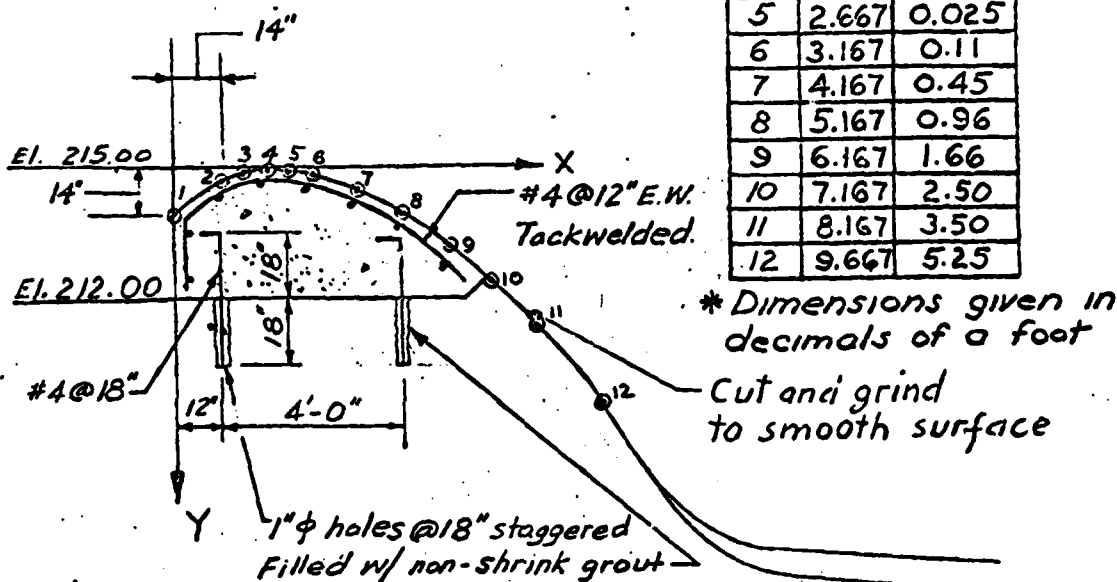 14"
5 2.667 0.025
6 3.167 0.11
7 4.167 0.45
8 5.167 0.96
9 6.167 1.66
10 7.167 2.50
11 8.167 3.50
12 9.667 5.25
El. 215.00
X
1 2 3 4 5 6 7 8 9 10 11 12
14"
#4@12" E.W.
Tackwelded.
El. 212.00
18"
18"
* Dimensions given in
decimals of a foot
#4@18"
12"
4'-0"
Cut and grind
to smooth surface
Y
1"φ holes @18" staggered
Filled w/ non-shrink grout